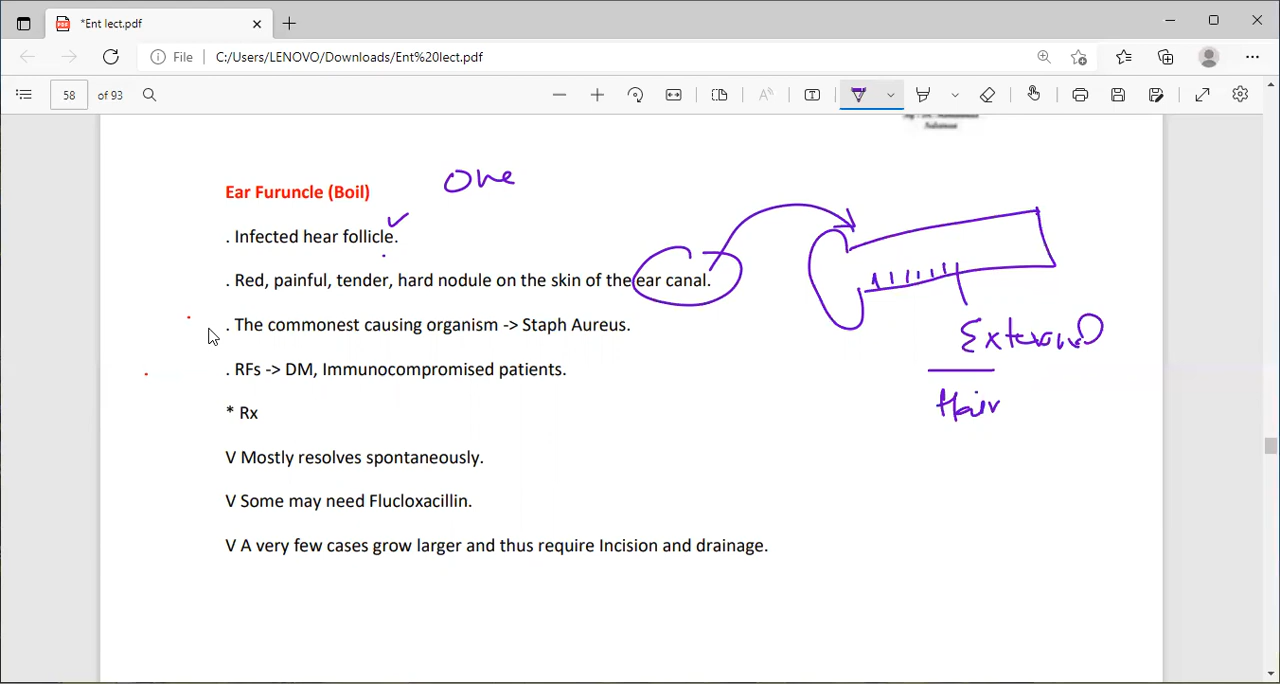 *Ent lect.pdf
File C:/Users/LENOVO/Downloads/Ent%20lect.pdf
58 of 93
One
Ear Furuncle (Boil)
. Infected hear follicle.
. Red, painful, tender, hard nodule on the skin of the ear canal.
. The commonest causing organism -> Staph Aureus.
External
. RFs -> DM, Immunocompromised patients.
Hair
* Rx
V Mostly resolves spontaneously.
V Some may need Flucloxacillin.
V A very few cases grow larger and thus require Incision and drainage.